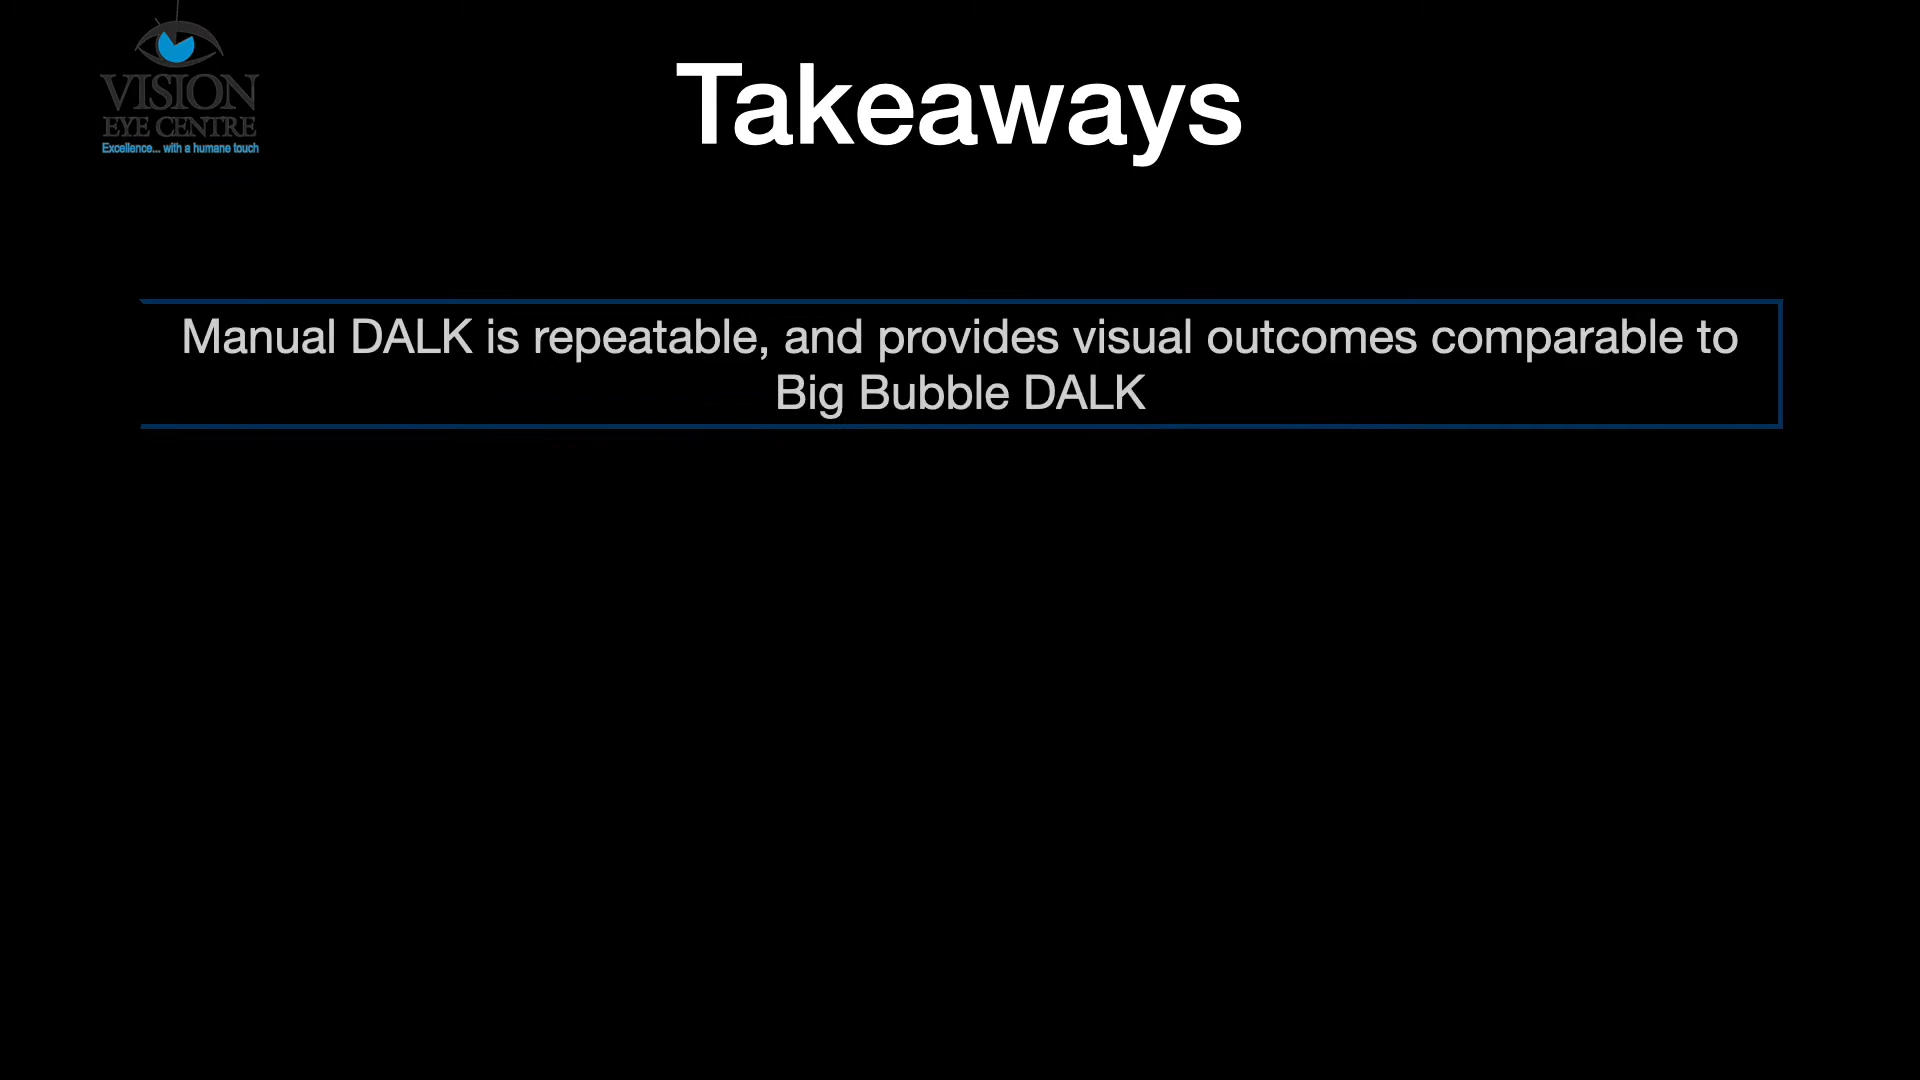 VISION
EYE CENTRE
Excellence... with a humane touch
Takeaways
Manual DALK is repeatable, and provides visual outcomes comparable to
Big Bubble DALK